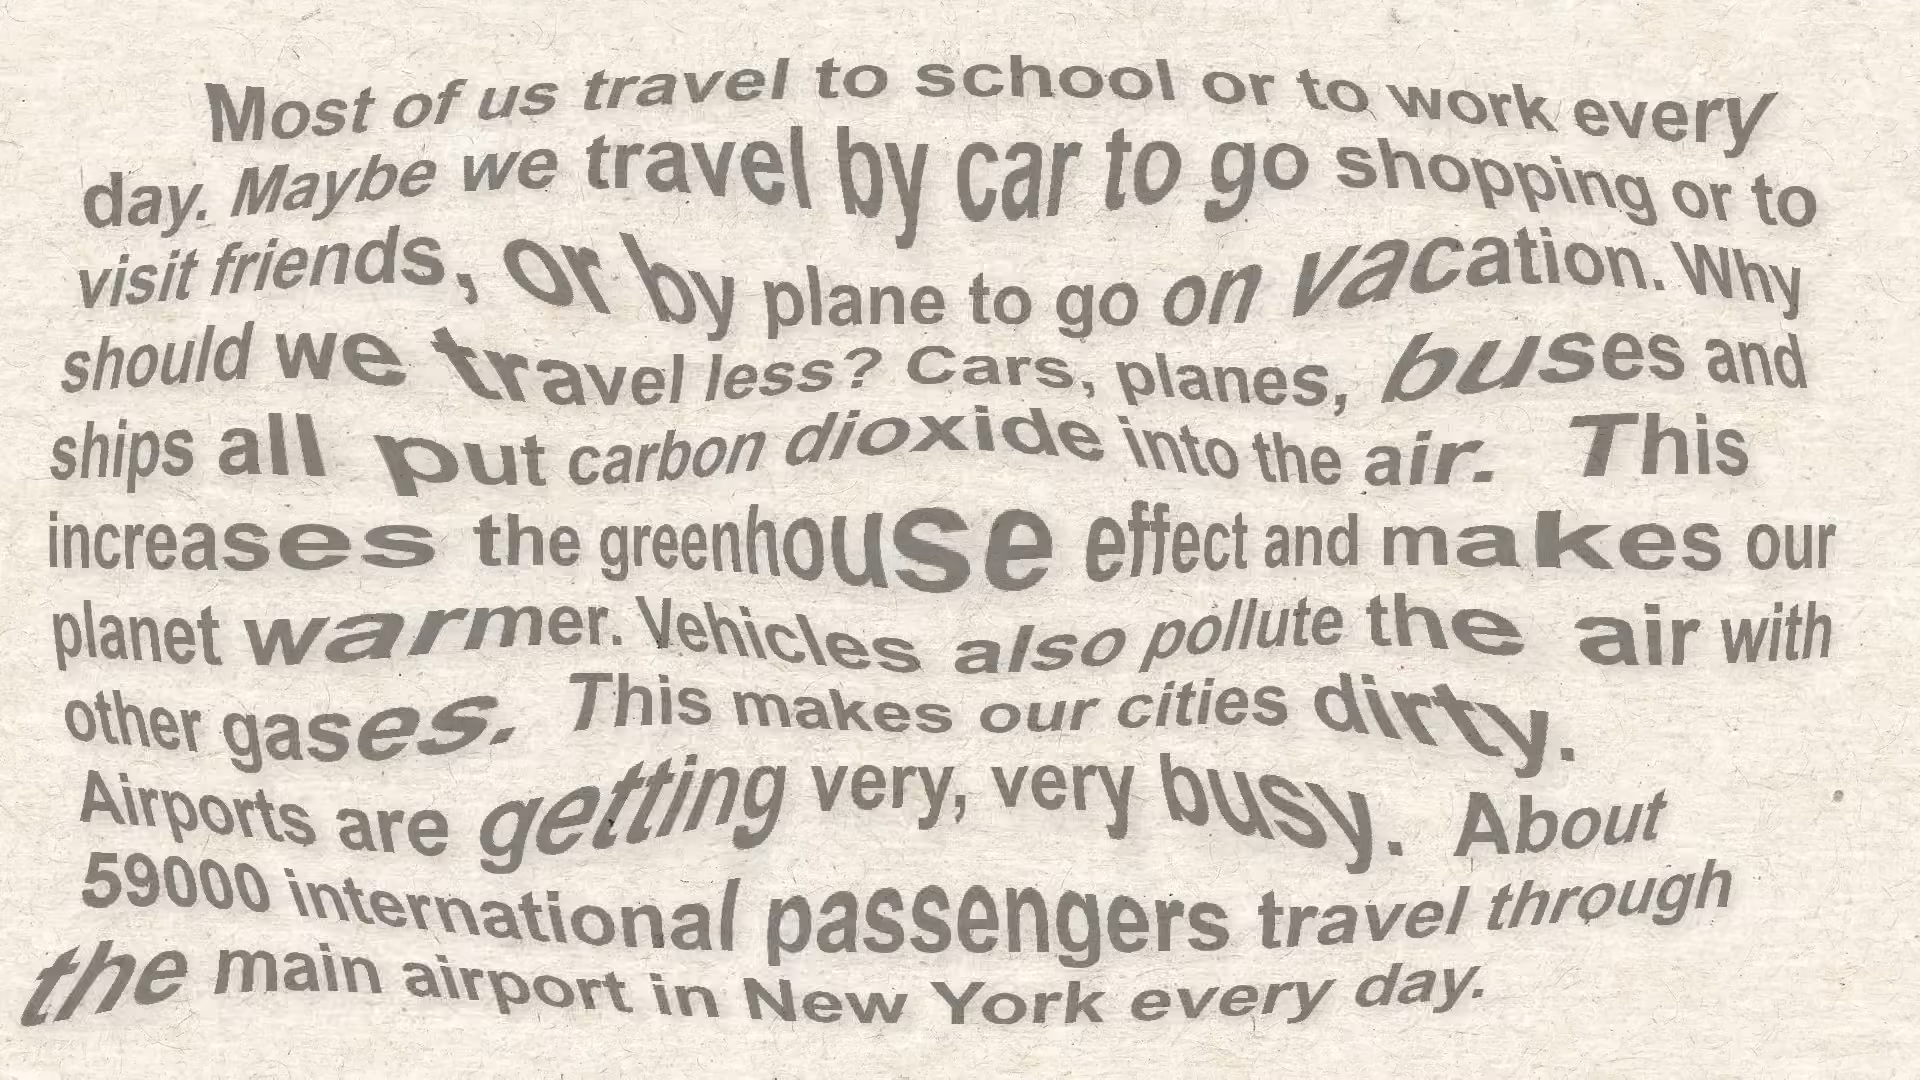 Most of us travel to school or to work every
day. Maybe we travel by car to go shopping or to
visit friends, or by plane to go on vacation. Why
should we travel less? Cars, planes, buses and
ships all put carbon dioxide into the air. This
increases the greenhouse effect and makes our
planet warmer. Vehicles also pollute the air with
other gases. This makes our cities dirty.
Airports are getting very, very busy. About
59000 international passengers travel through
the main airport in New York every day.